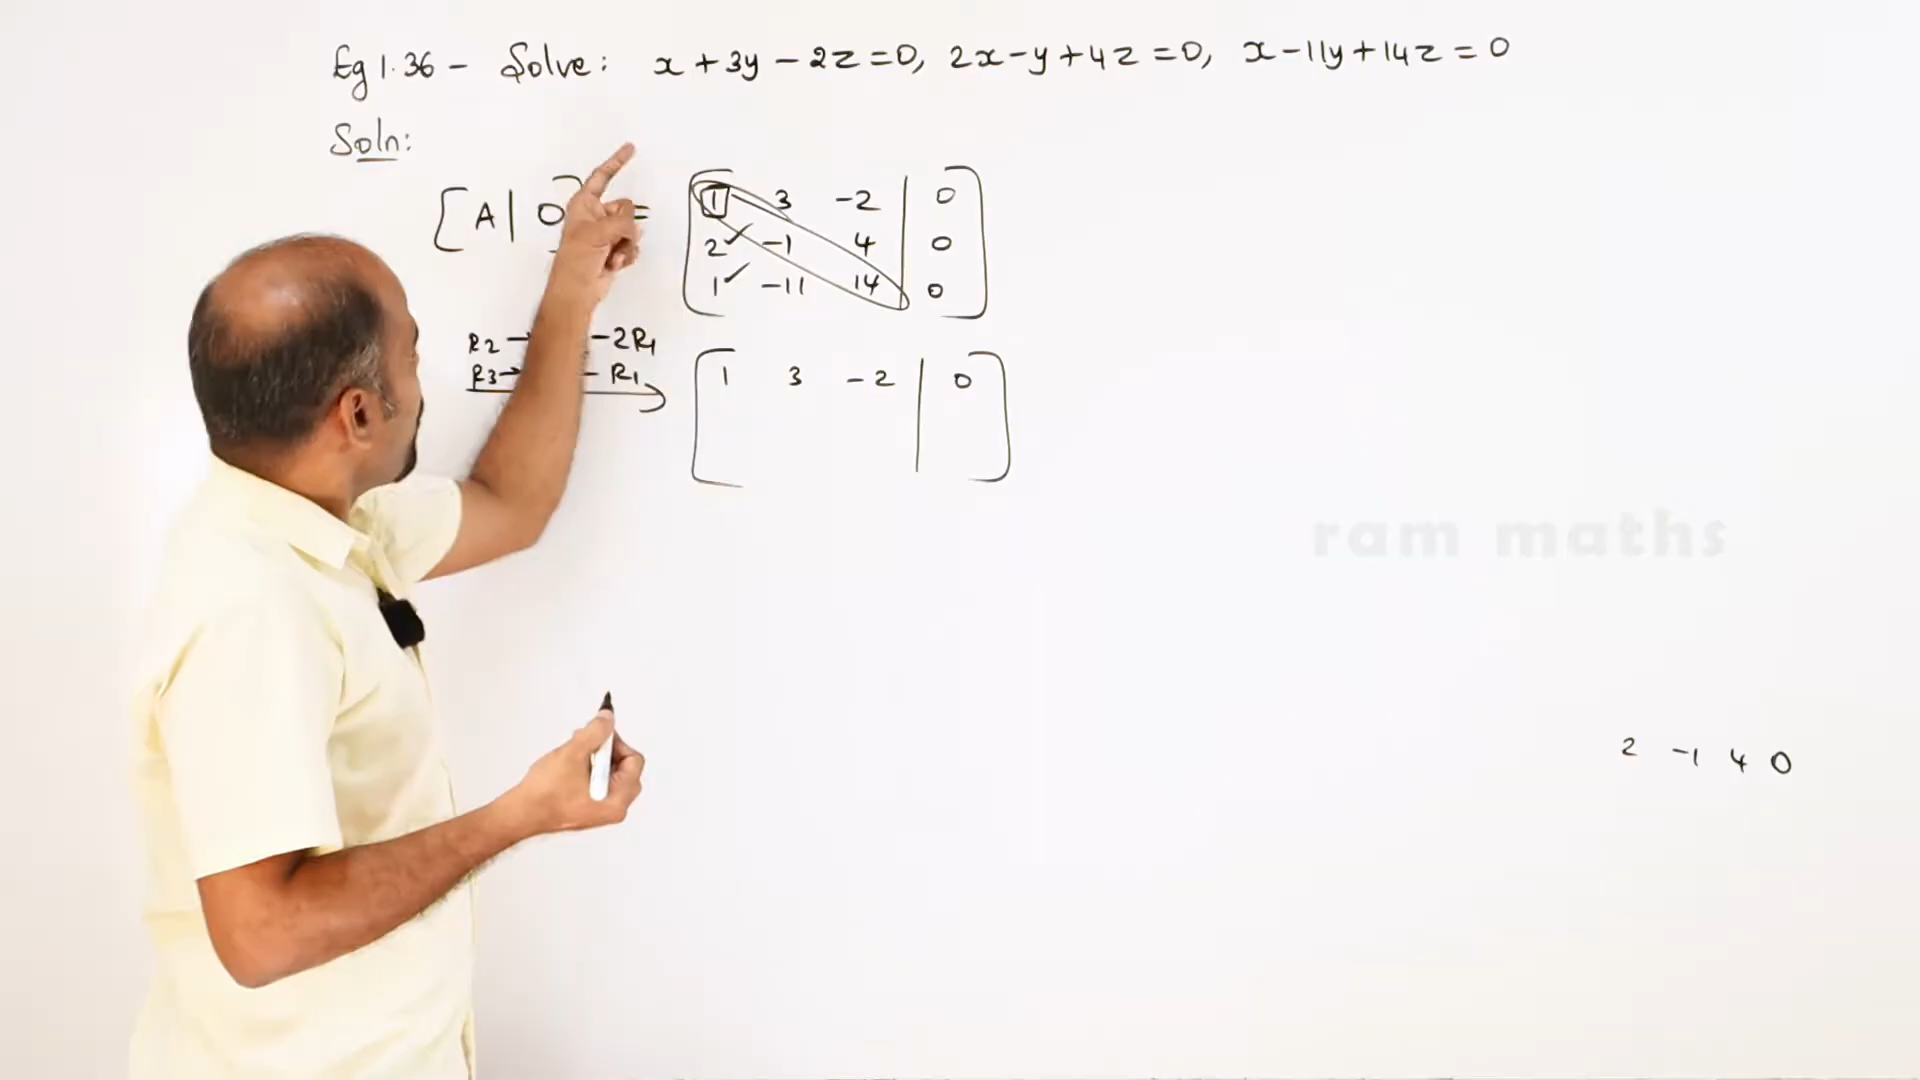 Eg 1.36 - Solve: x + 3y - 2z = 0, 2x - y + 4z = 0, x - 11y + 14z = 0
Soln:
[A | 0] = [1 3 -2 | 0
2 ✓ -1 4 | 0
1 ✓ -11 14 | 0]
R2 → - 2R1
R3 → - R1
[1 3 -2 | 0]
ram maths
2 -1 4 0